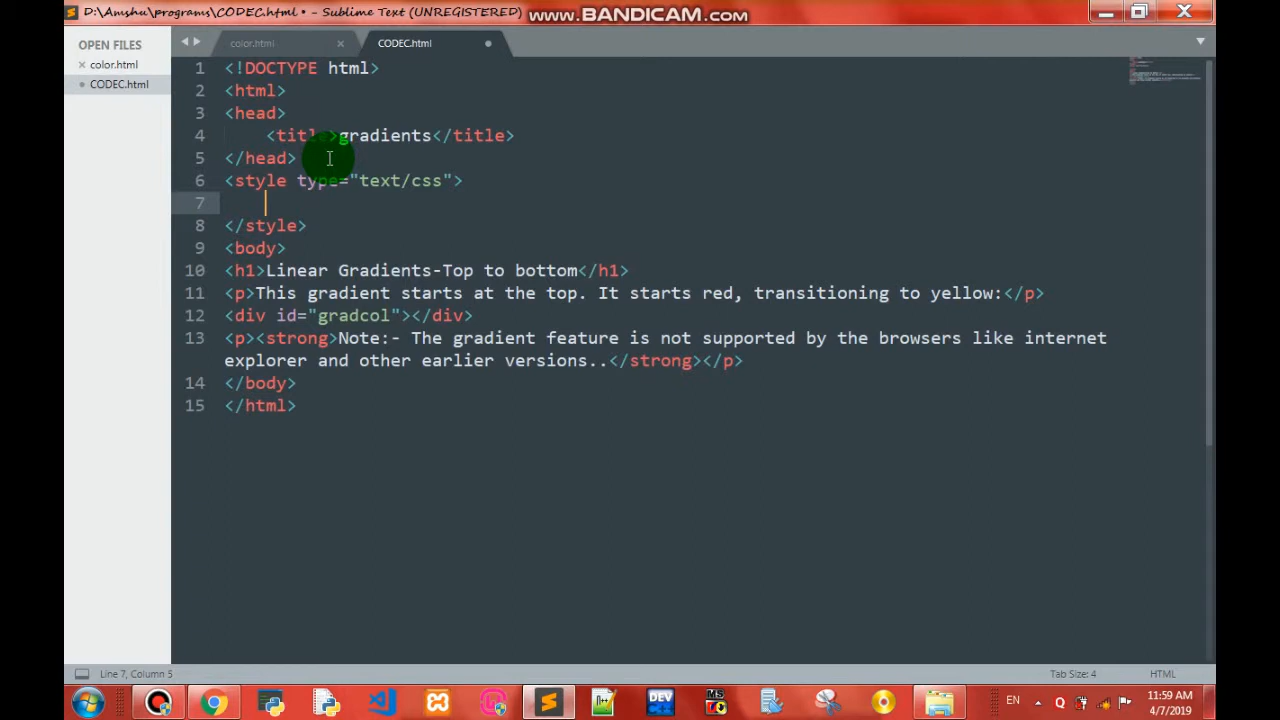 D:\Anshu\programs\CODEC.html • - Sublime Text (UNREGISTERED)
www.BANDICAM.com
OPEN FILES
color.html
CODEC.html
color.html
CODEC.html
1 <!DOCTYPE html>
2 <html>
3 <head>
4 <title>gradients</title>
5 </head>
6 <style type="text/css">
7
8 </style>
9 <body>
10 <h1>Linear Gradients-Top to bottom</h1>
11 <p>This gradient starts at the top. It starts red, transitioning to yellow:</p>
12 <div id="gradcol"></div>
13 <p><strong>Note:- The gradient feature is not supported by the browsers like internet
explorer and other earlier versions..</strong></p>
14 </body>
15 </html>
Line 7, Column 5
Tab Size: 4
HTML
DEV
MS
EN
11:59 AM
4/7/2019